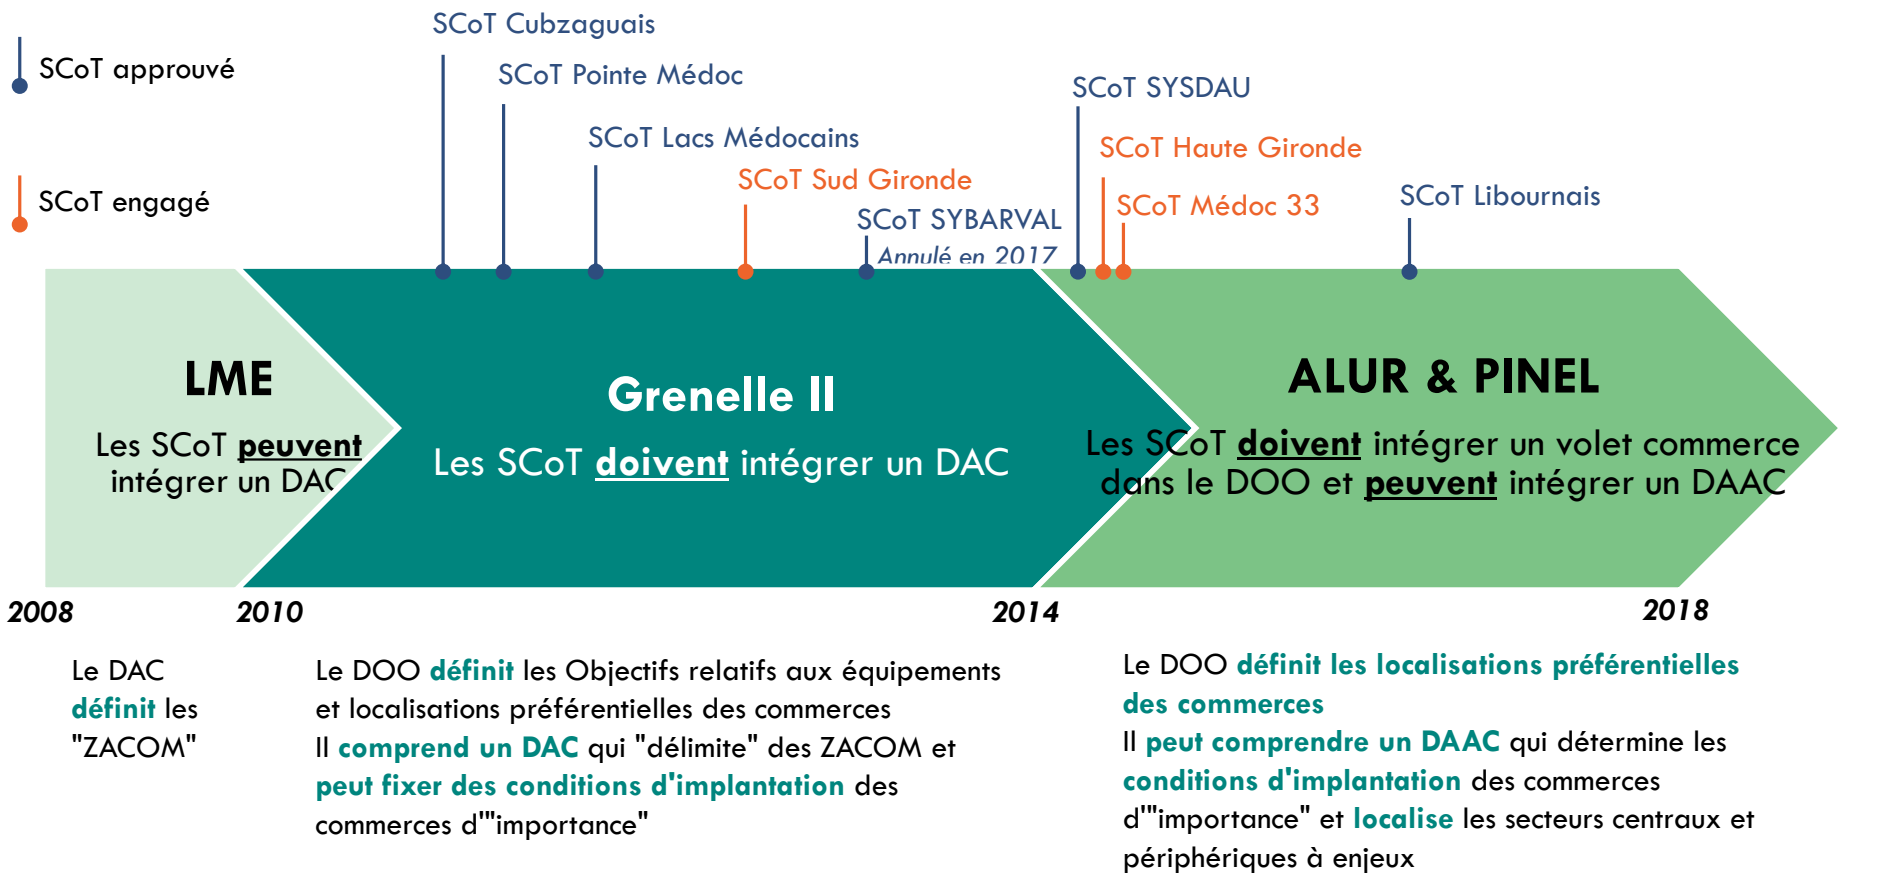 SCoT approuvé
SCoT engagé
SCoT Cubzaguais
SCoT Pointe Médoc
SCoT Lacs Médocains
SCoT Sud Gironde
SCoT SYBARVAL
Annulé en 2017
SCoT SYSDAU
SCoT Haute Gironde
SCoT Médoc 33
SCoT Libournais
LME
Les SCoT peuvent
intégrer un DAC
Grenelle II
Les SCoT doivent intégrer un DAC
ALUR & PINEL
Les SCoT doivent intégrer un volet commerce
dans le DOO et peuvent intégrer un DAAC
2008
2010
2014
2018
Le DAC
définit les
"ZACOM"
Le DOO définit les Objectifs relatifs aux équipements
et localisations préférentielles des commerces
Il comprend un DAC qui "délimite" des ZACOM et
peut fixer des conditions d'implantation des
commerces d'"importance"
Le DOO définit les localisations préférentielles
des commerces
Il peut comprendre un DAAC qui détermine les
conditions d'implantation des commerces
d'"importance" et localise les secteurs centraux et
périphériques à enjeux